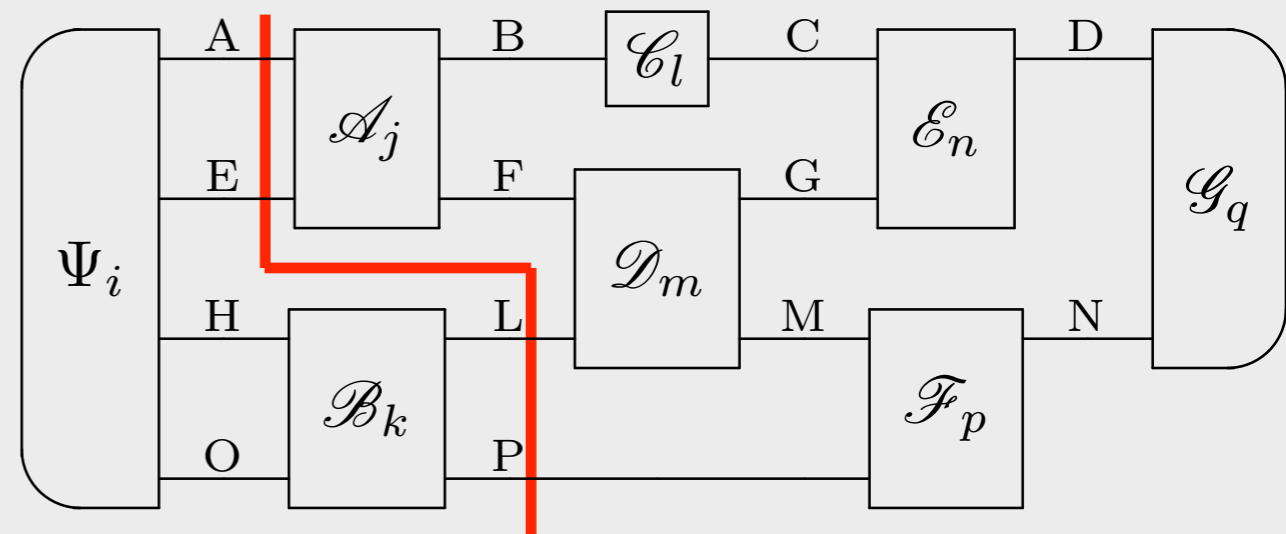 A B 𝒞_l C D
𝒜_j ℰ_n
E F G 𝒢_q
Ψ_i 𝒟_m
H L M N
ℬ_k ℱ_p
O P